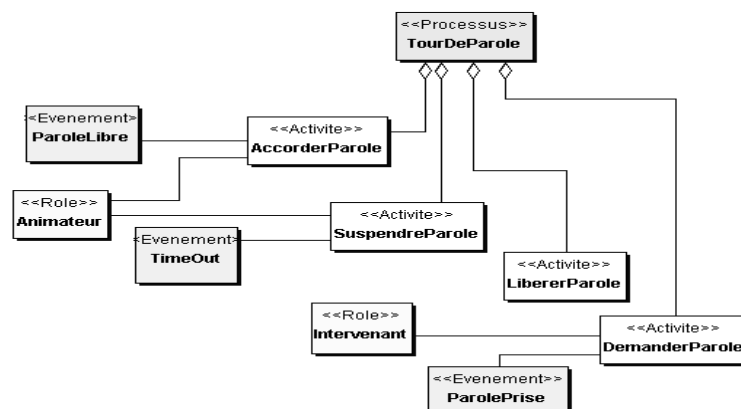 <<Processus>>
TourDeParole
<Evenement>
ParoleLibre
<<Activite>>
AccorderParole
<<Role>>
Animateur
<<Activite>>
SuspendreParole
<Evenement>
TimeOut
<<Activite>>
LibererParole
<<Role>>
Intervenant
<<Activite>>
DemanderParole
<<Evenement>>
ParolePrise